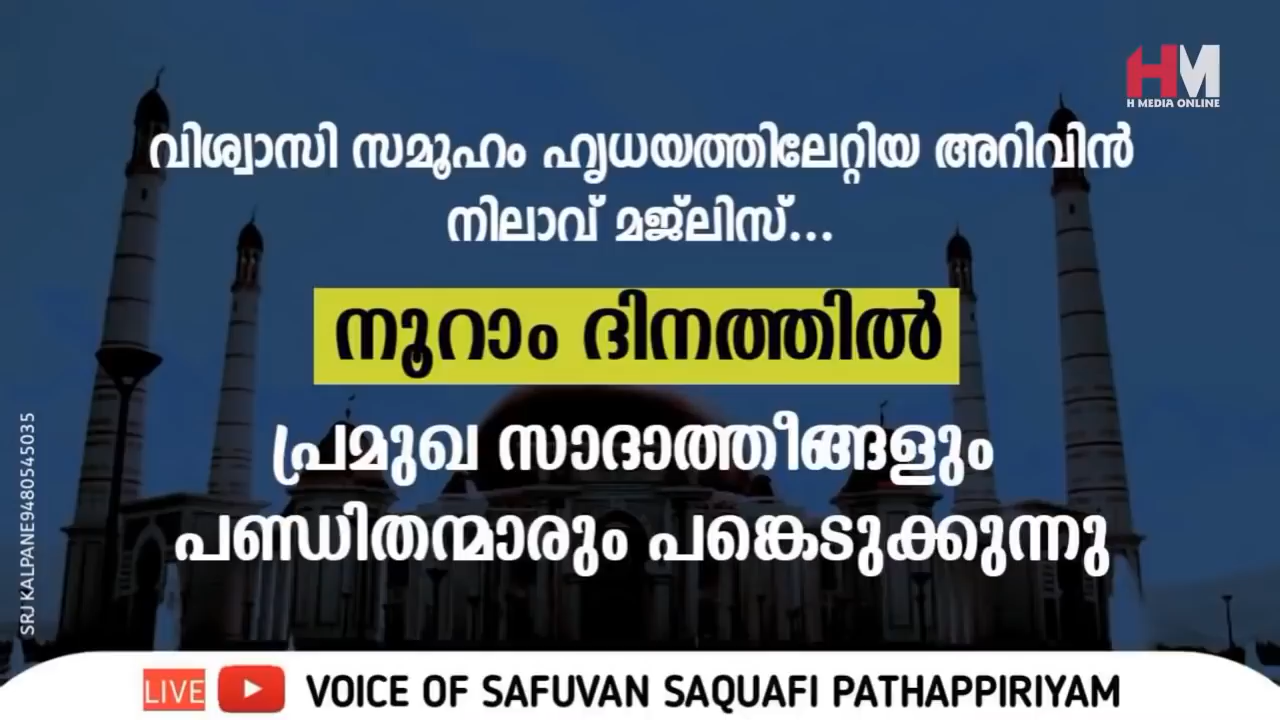 HM
H MEDIA ONLINE
വിശ്വാസി സമൂഹം ഹൃധയത്തിലേറ്റിയ അറിവിൻ
നിലാവ് മജ്ലിസ്...
നൂറാം ദിനത്തിൽ
പ്രമുഖ സാദാത്തീങ്ങളും
പണ്ഡിതന്മാരും പങ്കെടുക്കുന്നു
SRJ KALPANE9480545035
LIVE VOICE OF SAFUVAN SAQUAFI PATHAPPIRIYAM